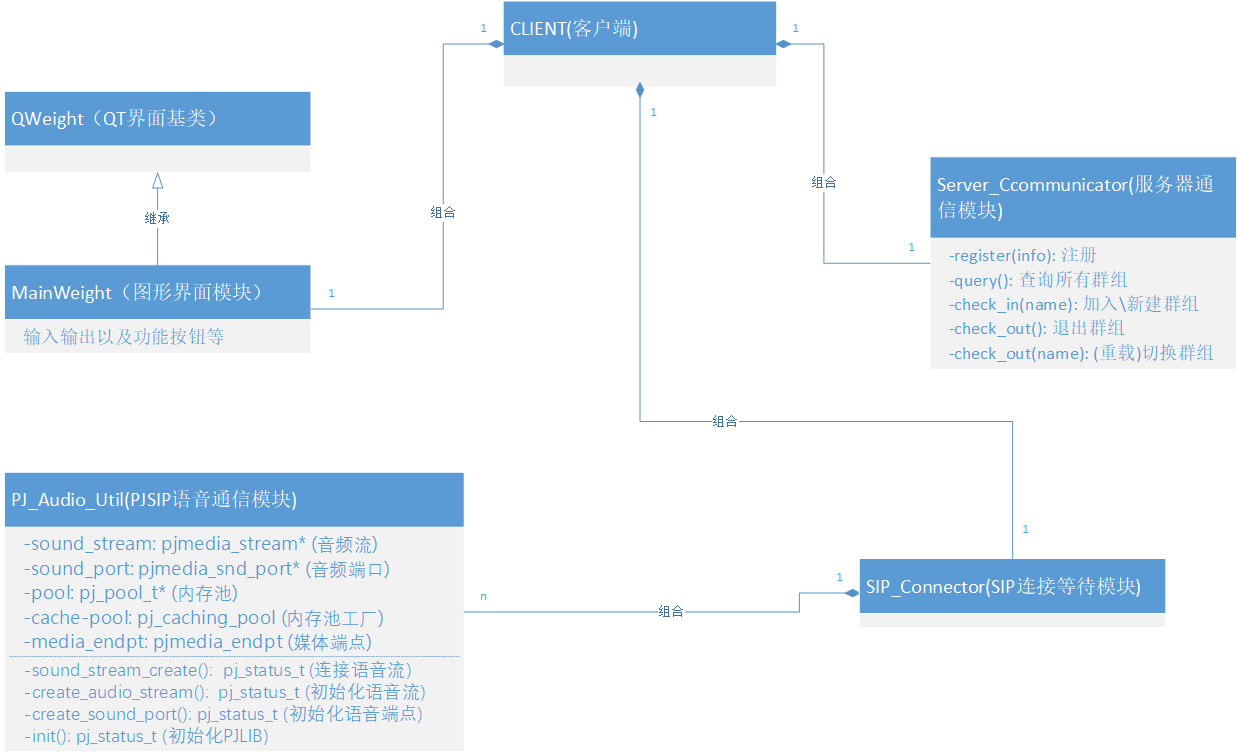 CLIENT(客户端)
1
1
1
QWeight（QT界面基类）
继承
组合
组合
MainWeight（图形界面模块）
1
输入输出以及功能按钮等
Server_Ccommunicator(服务器通
信模块)
1
-register(info): 注册
-query(): 查询所有群组
-check_in(name): 加入\新建群组
-check_out(): 退出群组
-check_out(name): (重载)切换群组
组合
1
PJ_Audio_Util(PJSIP语音通信模块)
-sound_stream: pjmedia_stream* (音频流)
-sound_port: pjmedia_snd_port* (音频端口)
-pool: pj_pool_t* (内存池)
-cache-pool: pj_caching_pool (内存池工厂)
-media_endpt: pjmedia_endpt (媒体端点)
-sound_stream_create(): pj_status_t (连接语音流)
-create_audio_stream(): pj_status_t (初始化语音流)
-create_sound_port(): pj_status_t (初始化语音端点)
-init(): pj_status_t (初始化PJLIB)
n
组合
1
SIP_Connector(SIP连接等待模块)